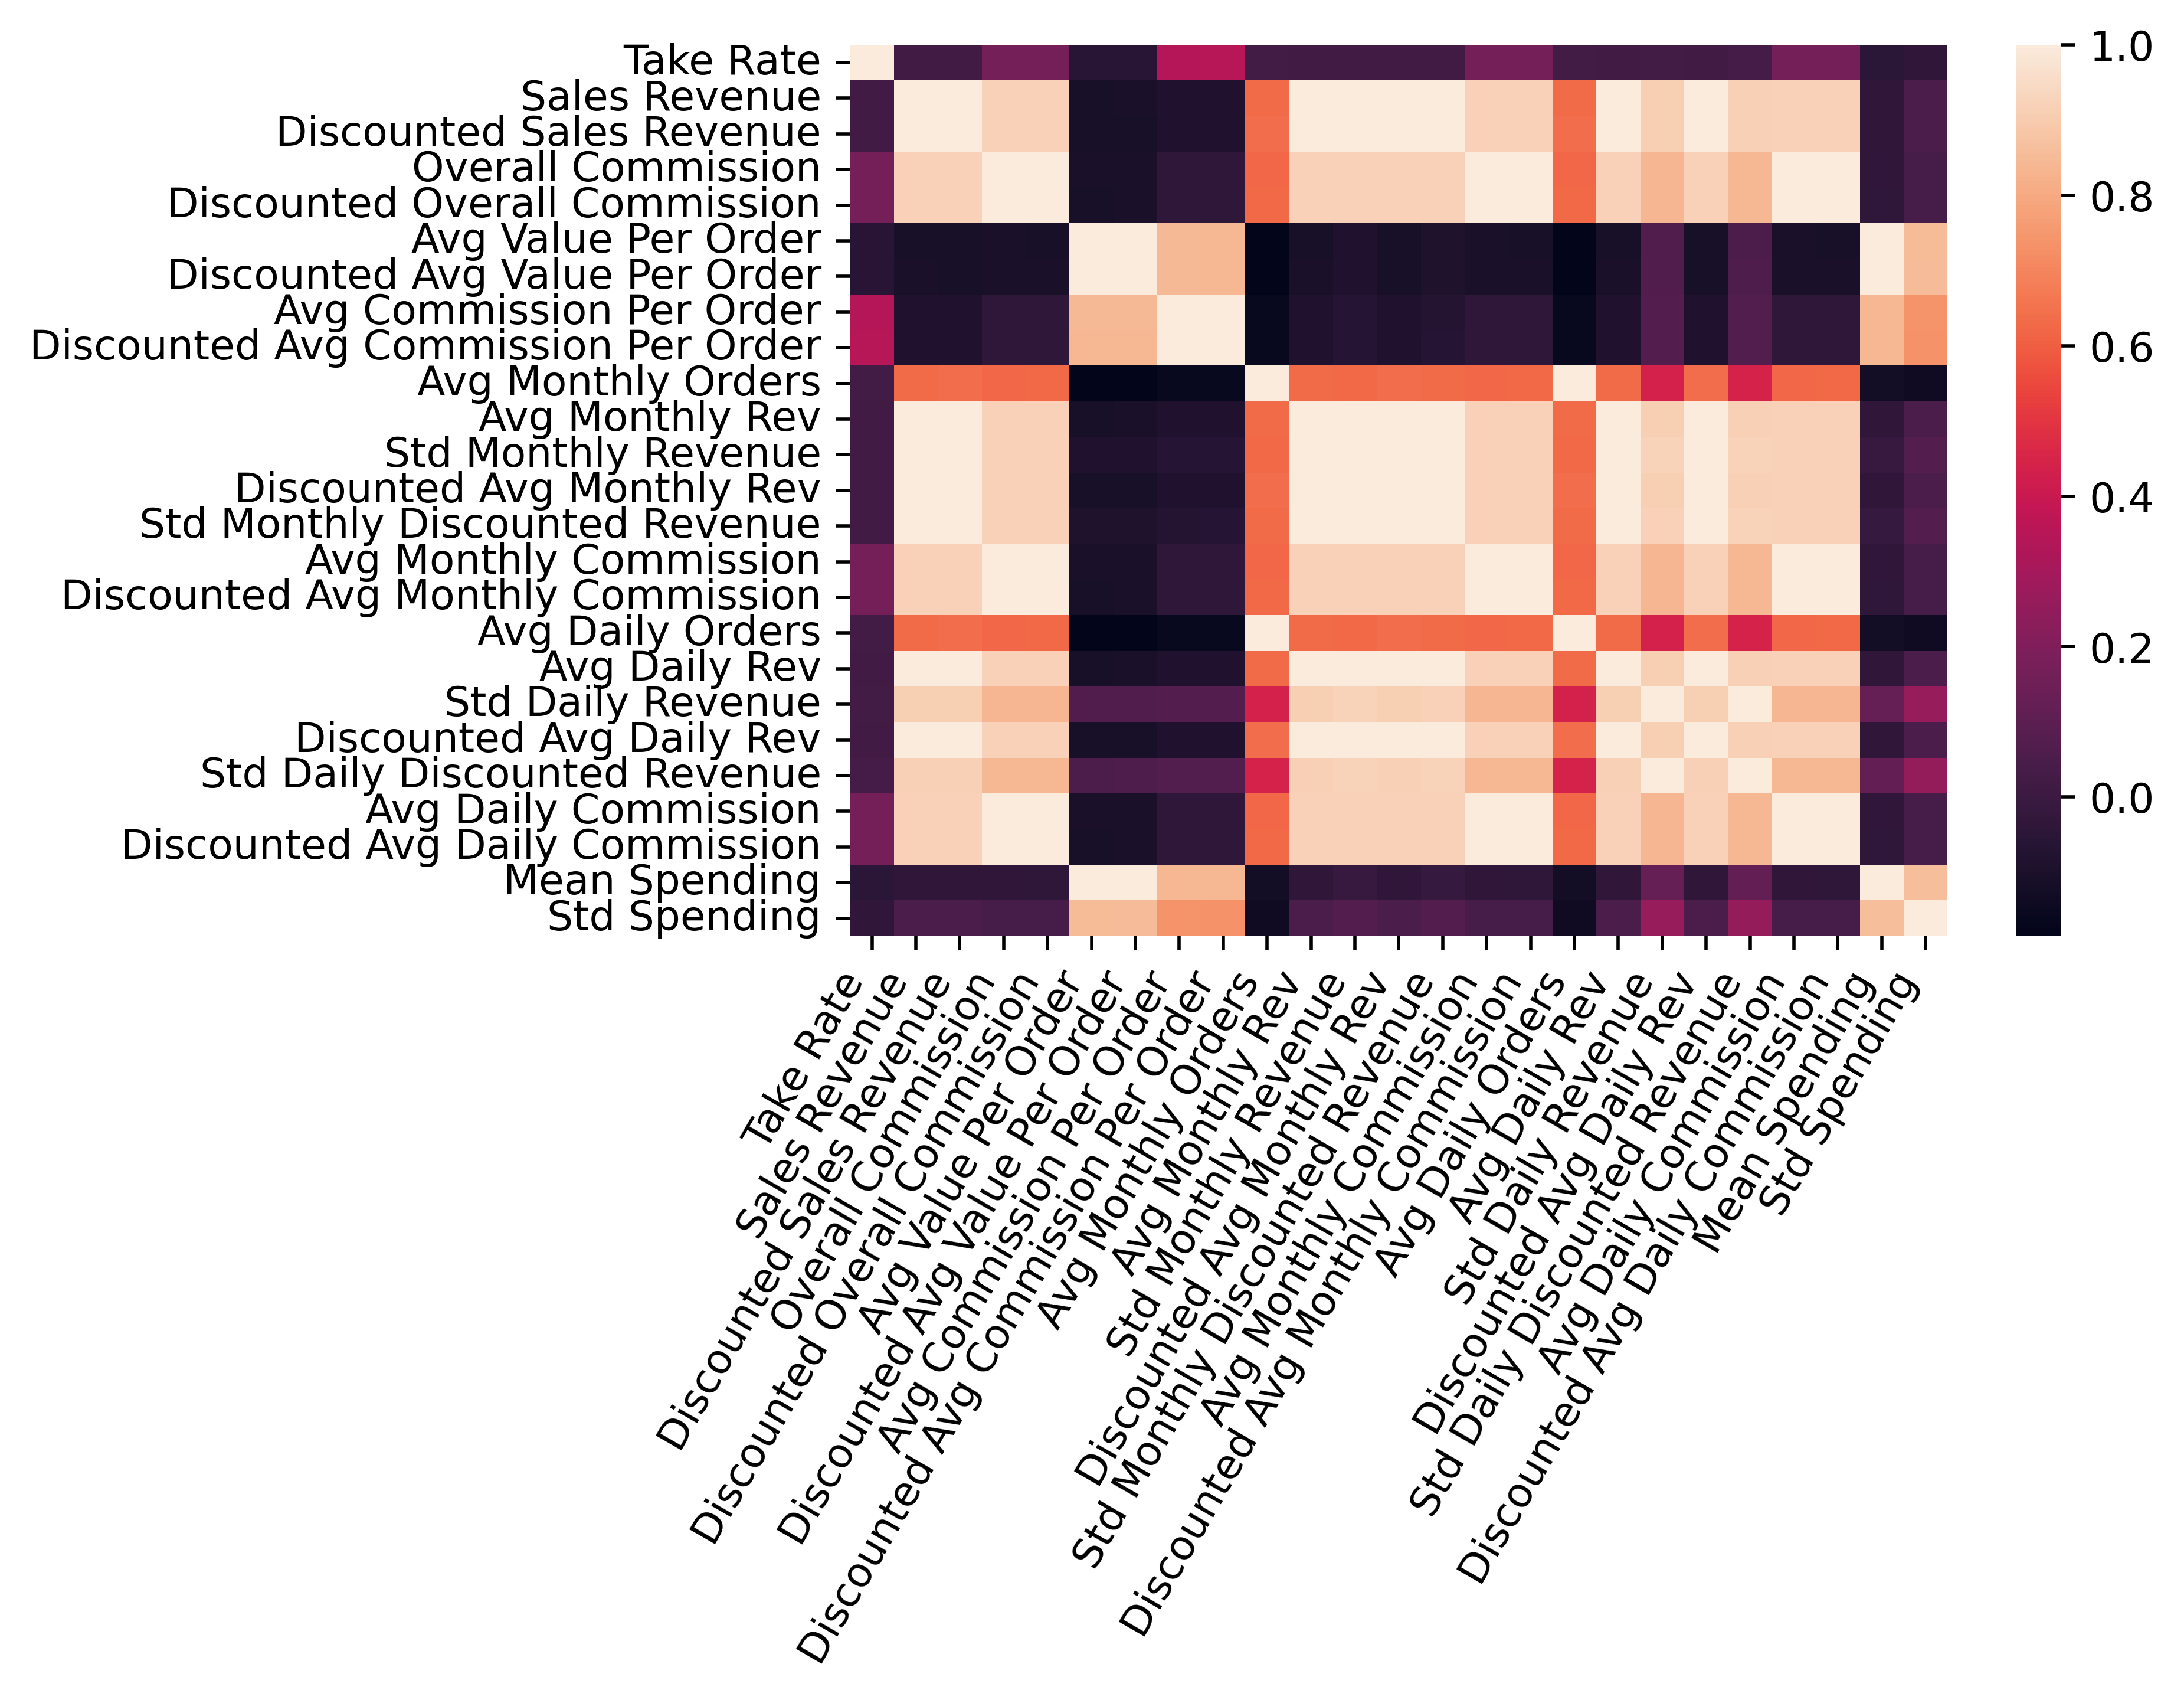 Take Rate
Sales Revenue
Discounted Sales Revenue
Overall Commission
Discounted Overall Commission
Avg Value Per Order
Discounted Avg Value Per Order
Avg Commission Per Order
Discounted Avg Commission Per Order
Avg Monthly Orders
Avg Monthly Rev
Std Monthly Revenue
Discounted Avg Monthly Rev
Std Monthly Discounted Revenue
Avg Monthly Commission
Discounted Avg Monthly Commission
Avg Daily Orders
Avg Daily Rev
Std Daily Revenue
Discounted Avg Daily Rev
Std Daily Discounted Revenue
Avg Daily Commission
Discounted Avg Daily Commission
Mean Spending
Std Spending
Take Rate
Sales Revenue
Discounted Sales Revenue
Overall Commission
Discounted Overall Commission
Avg Value Per Order
Discounted Avg Value Per Order
Avg Commission Per Order
Discounted Avg Commission Per Order
Avg Monthly Orders
Avg Monthly Rev
Std Monthly Revenue
Discounted Avg Monthly Rev
Std Monthly Discounted Revenue
Avg Monthly Commission
Discounted Avg Monthly Commission
Avg Daily Orders
Avg Daily Rev
Std Daily Revenue
Discounted Avg Daily Rev
Std Daily Discounted Revenue
Avg Daily Commission
Discounted Avg Daily Commission
Mean Spending
Std Spending
1.0
0.8
0.6
0.4
0.2
0.0